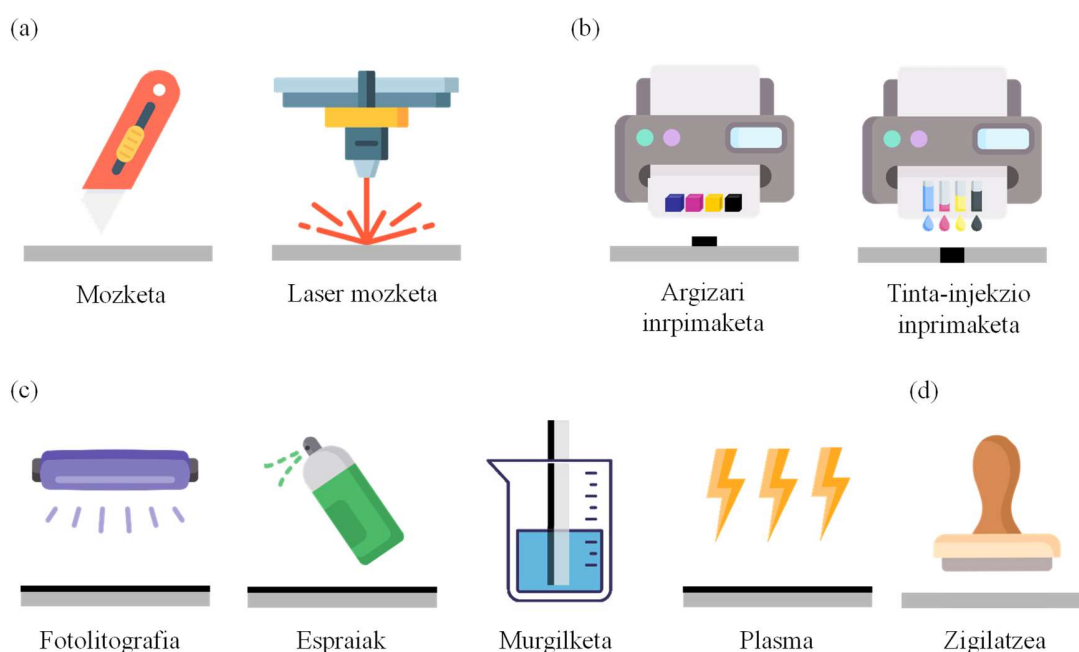 (a)
(b)
Mozketa
Laser mozketa
Argizari
inrpimaketa
Tinta-injekzio
inprimaketa
(c)
(d)
Fotolitografia
Espraiak
Murgilketa
Plasma
Zigilatzea